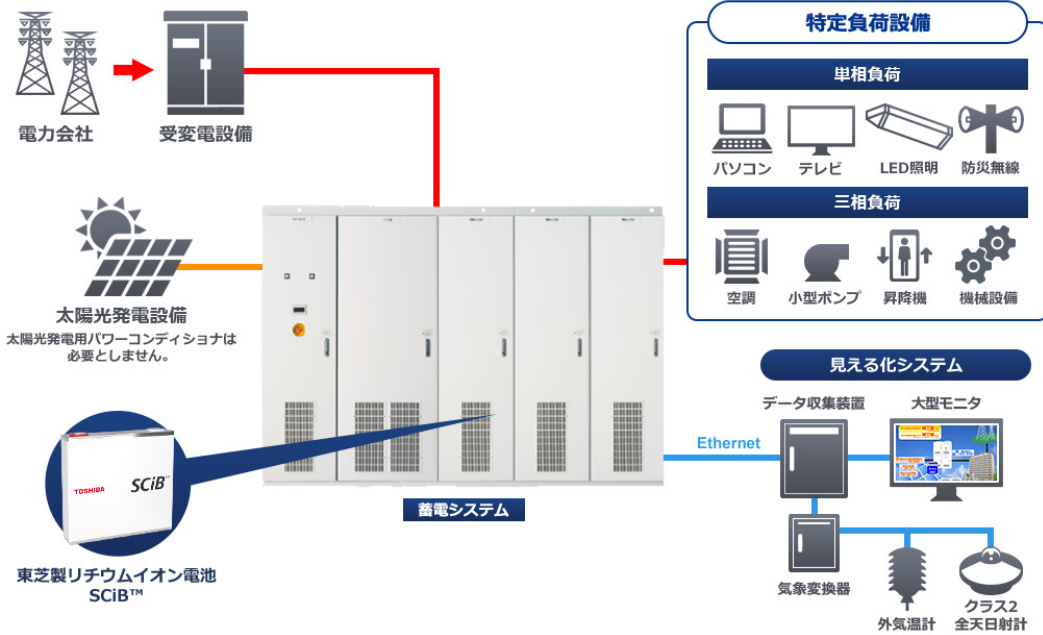 電力会社
受変電設備
太陽光発電設備
太陽光発電用パワーコンディショナは
必要としません。
TOSHIBA
SCiB™
東芝製リチウムイオン電池
SCiB™
蓄電システム
特定負荷設備
単相負荷
パソコン
テレビ
LED照明
防災無線
三相負荷
空調
小型ポンプ
昇降機
機械設備
見える化システム
データ収集装置
大型モニタ
Ethernet
気象変換器
外気温計
クラス2
全天日射計